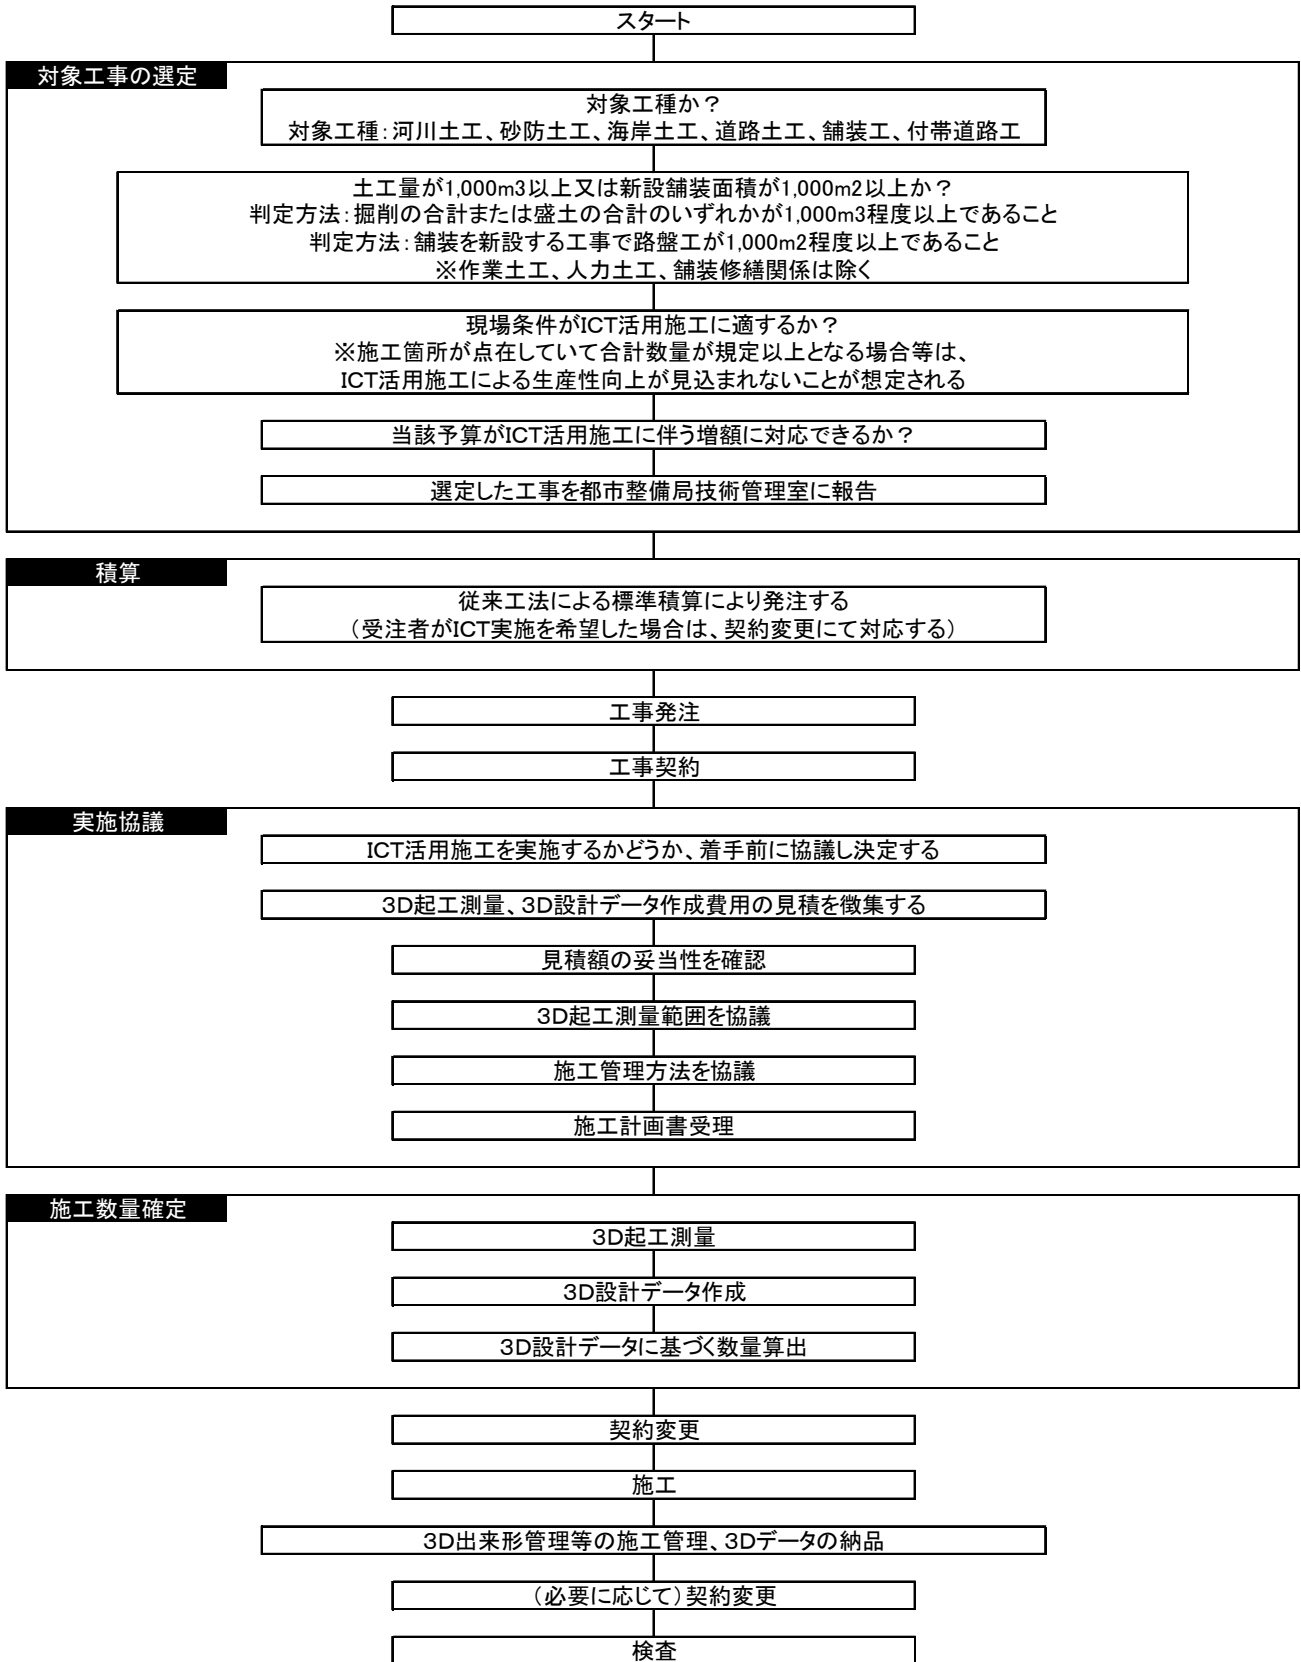 スタート
対象工事の選定
対象工種か？
対象工種：河川土工、砂防土工、海岸土工、道路土工、舗装工、付帯道路工
土工量が1,000m3以上又は新設舗装面積が1,000m2以上か？
判定方法：掘削の合計または盛土の合計のいずれかが1,000m3程度以上であること
判定方法：舗装を新設する工事で路盤工が1,000m2程度以上であること
※作業土工、人力土工、舗装修繕関係は除く
現場条件がICT活用施工に適するか？
※施工箇所が点在していて合計数量が規定以上となる場合等は、
ICT活用施工による生産性向上が見込まれないことが想定される
当該予算がICT活用施工に伴う増額に対応できるか？
選定した工事を都市整備局技術管理室に報告
積算
従来工法による標準積算により発注する
（受注者がICT実施を希望した場合は、契約変更にて対応する）
工事発注
工事契約
実施協議
ICT活用施工を実施するかどうか、着手前に協議し決定する
3D起工測量、3D設計データ作成費用の見積を徴集する
見積額の妥当性を確認
3D起工測量範囲を協議
施工管理方法を協議
施工計画書受理
施工数量確定
3D起工測量
3D設計データ作成
3D設計データに基づく数量算出
契約変更
施工
3D出来形管理等の施工管理、3Dデータの納品
（必要に応じて）契約変更
検査